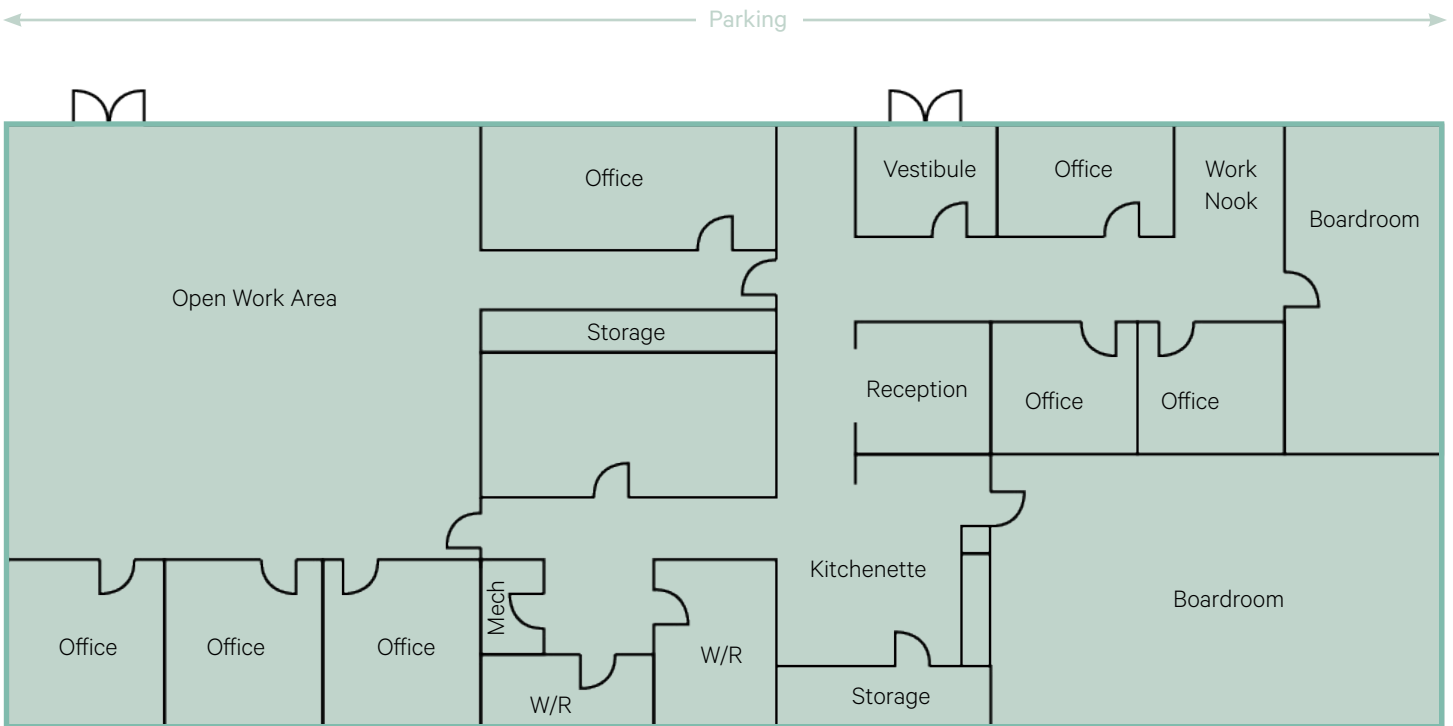 Parking
Office
Vestibule
Office
Work
Nook
Boardroom
Open Work Area
Storage
Reception
Office
Office
Kitchenette
Boardroom
Mech
Office
Office
Office
W/R
W/R
Storage